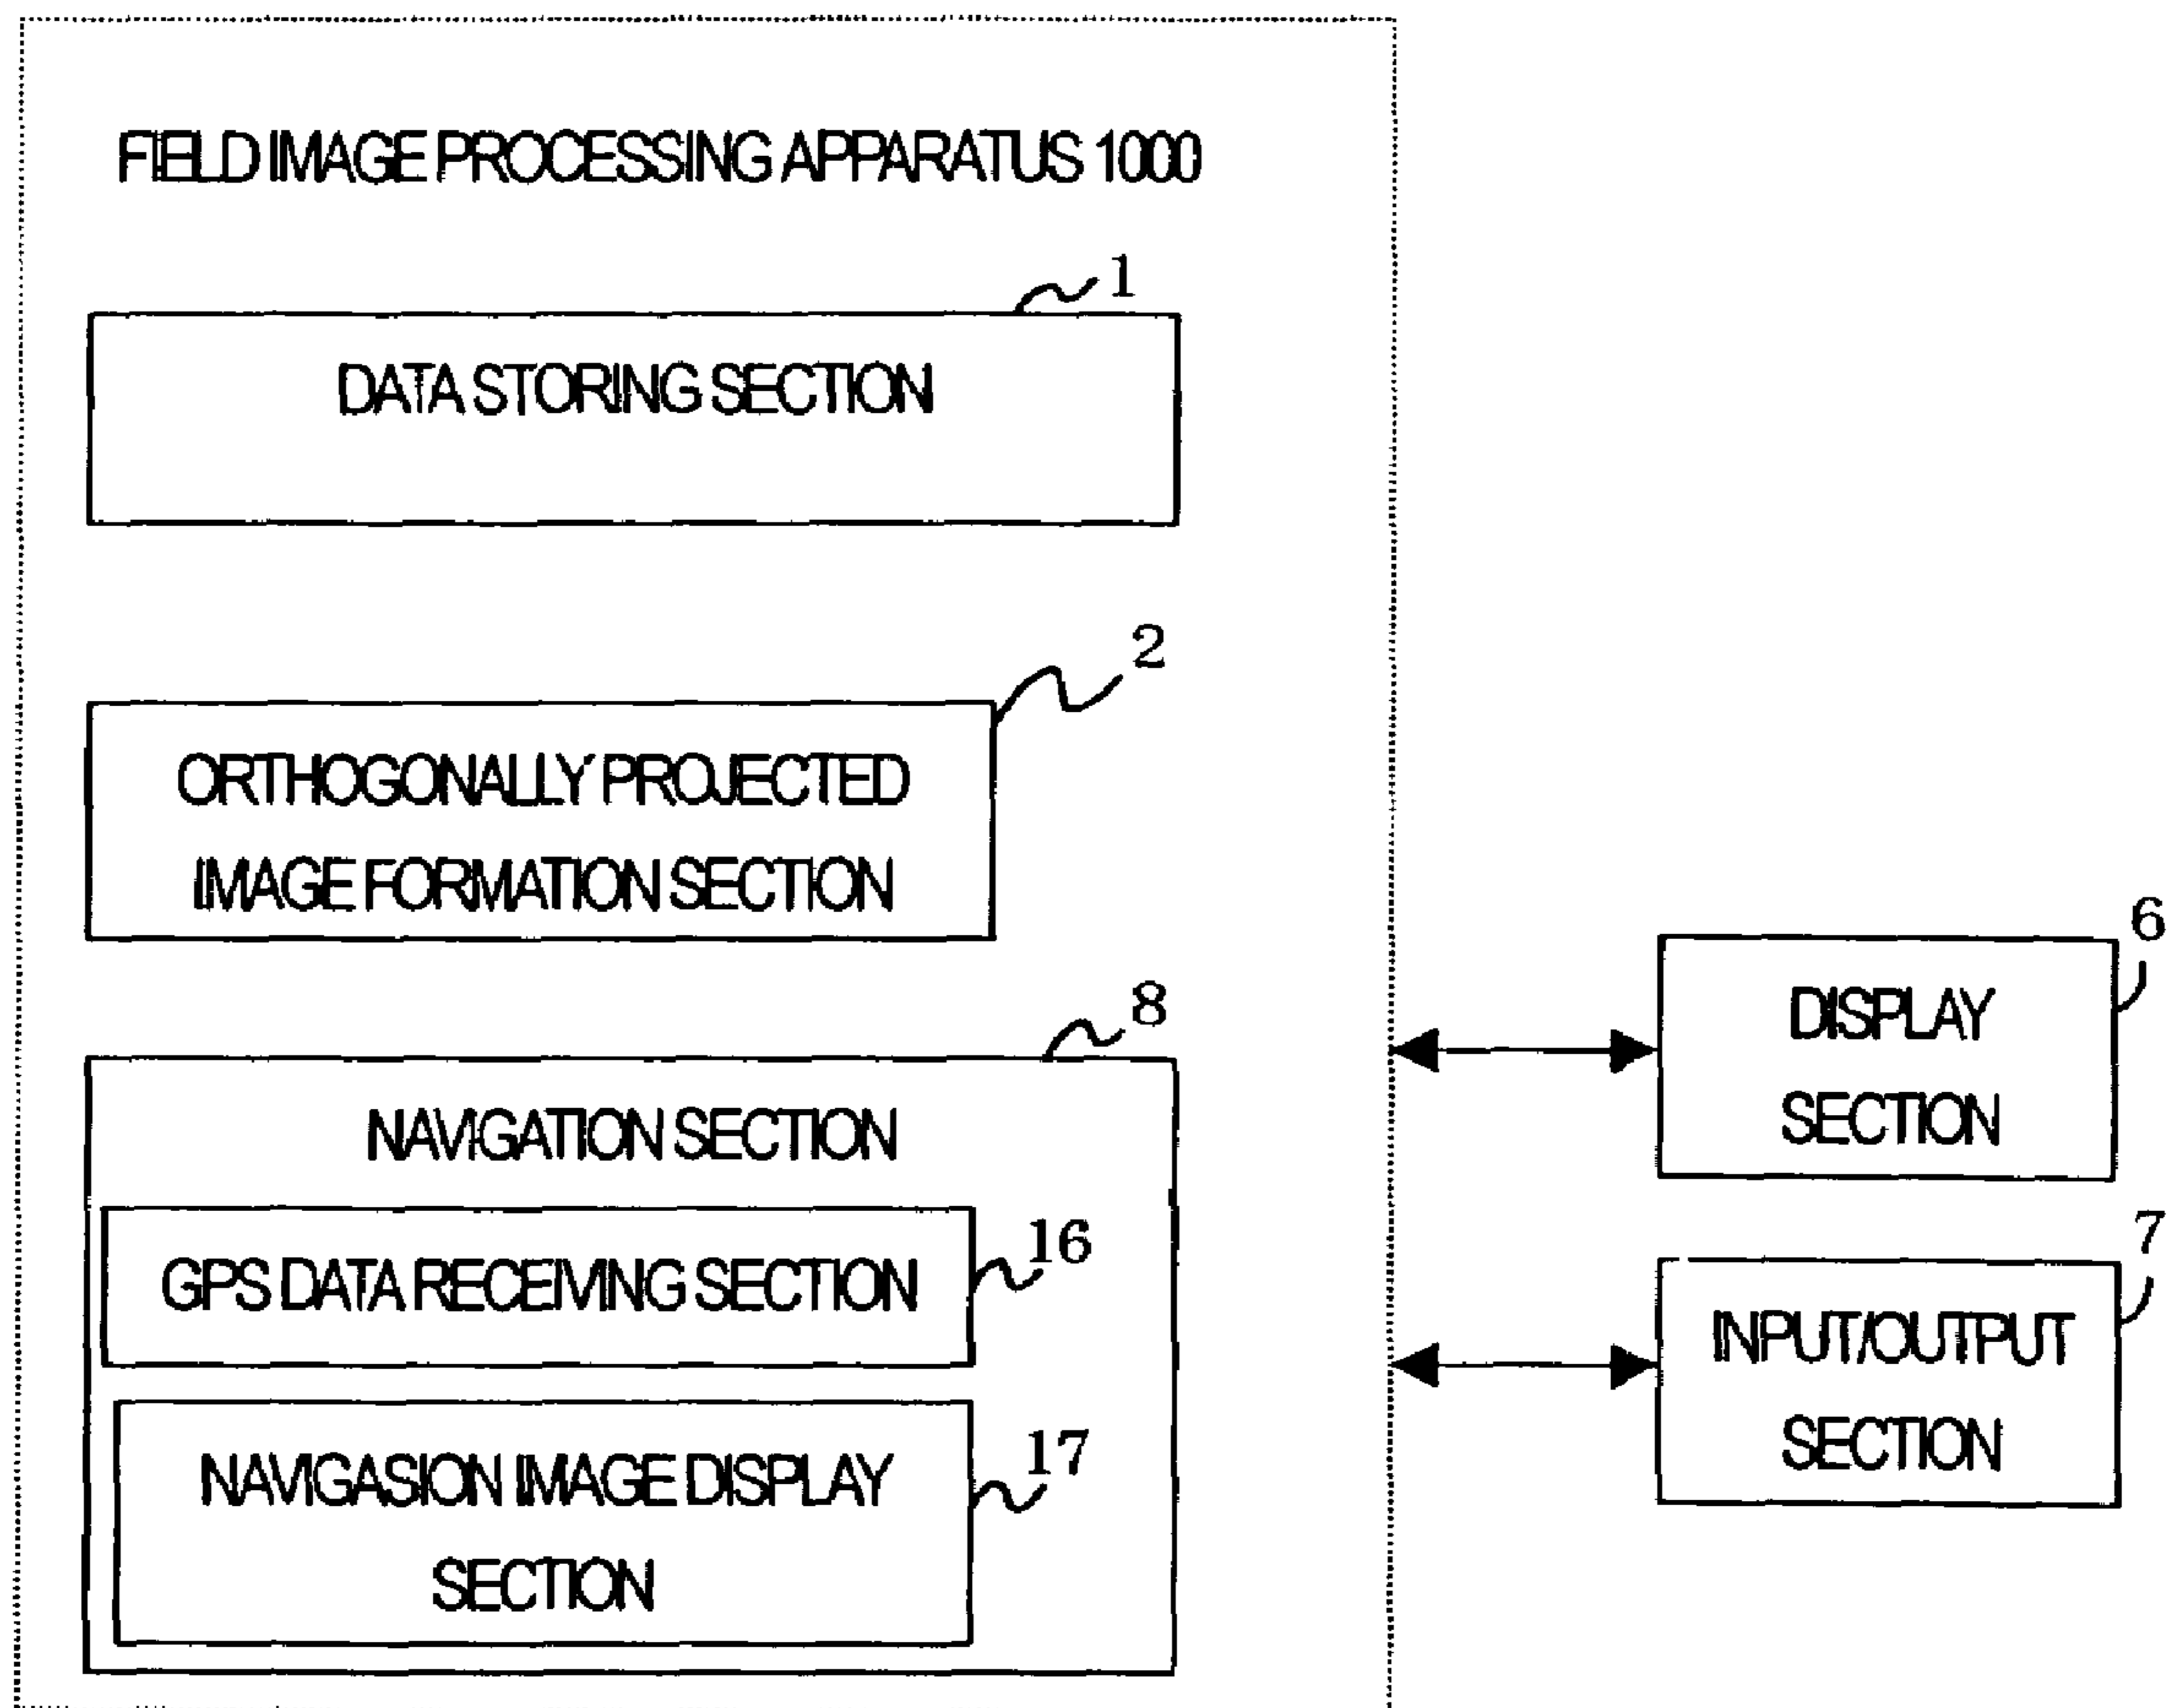 FIELD IMAGE PROCESSING APPARATUS 1000
1
DATA STORING SECTION
2
ORTHOGONALLY PROJECTED
IMAGE FORMATION SECTION
8
NAVIGATION SECTION
16
GPS DATA RECEIVING SECTION
17
NAVIGASION IMAGE DISPLAY
SECTION
6
DISPLAY
SECTION
7
INPUT/OUTPUT
SECTION